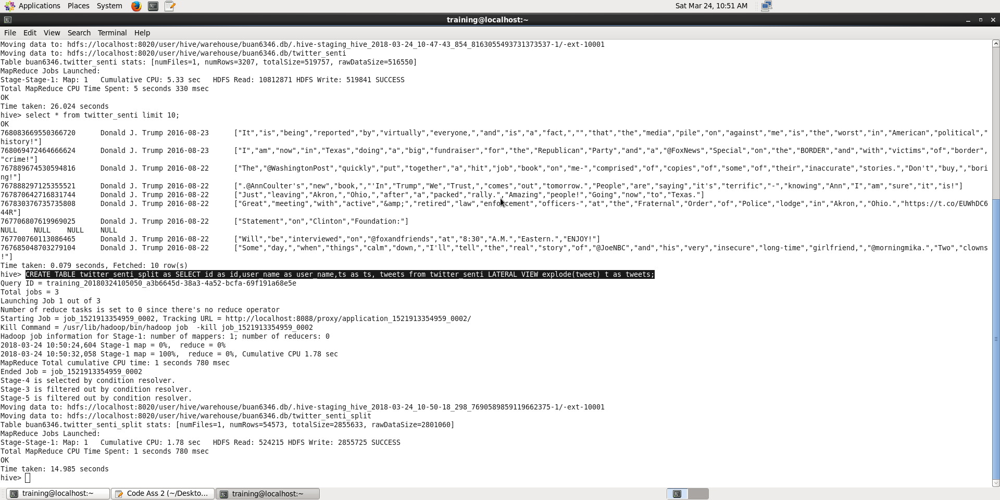 Applications Places System Sat Mar 24, 10:51 AM
training@localhost:~
File Edit View Search Terminal Help
Moving data to: hdfs://localhost:8020/user/hive/warehouse/buan6346.db/.hive-staging_hive_2018-03-24_10-47-43_854_8163055493731373537-1/-ext-10001
Moving data to: hdfs://localhost:8020/user/hive/warehouse/buan6346.db/twitter_senti
Table buan6346.twitter_senti stats: [numFiles=1, numRows=3207, totalSize=519757, rawDataSize=516550]
MapReduce Jobs Launched:
Stage-Stage-1: Map: 1   Cumulative CPU: 5.33 sec   HDFS Read: 10812871 HDFS Write: 519841 SUCCESS
Total MapReduce CPU Time Spent: 5 seconds 330 msec
OK
Time taken: 26.024 seconds
hive> select * from twitter_senti limit 10;
OK
768083669550366720      Donald J. Trump 2016-08-23      ["It","is","being","reported","by","virtually","everyone,","and","is","a","fact,","","that","the","media","pile","on","against","me","is","the","worst","in","American","political","
history!"]
768069472464666624      Donald J. Trump 2016-08-23      ["I","am","now","in","Texas","doing","a","big","fundraiser","for","the","Republican","Party","and","a","@FoxNews","Special","on","the","BORDER","and","with","victims","of","border",
"crime!"]
767889674530594816      Donald J. Trump 2016-08-22      ["The","@WashingtonPost","quickly","put","together","a","hit","job","book","on","me-","comprised","of","copies","of","some","of","their","inaccurate","stories.","Don't","buy,","bori
ng!"]
767888297125355521      Donald J. Trump 2016-08-22      [".@AnnCoulter's","new","book,","'In","Trump","We","Trust,","comes","out","tomorrow.","People","are","saying","it's","terrific","-","knowing","Ann","I","am","sure","it","is!"]
767870642716831744      Donald J. Trump 2016-08-22      ["Just","leaving","Akron,","Ohio,","after","a","packed","rally.","Amazing","people!","Going","now","to","Texas."]
767830376735735808      Donald J. Trump 2016-08-22      ["Great","meeting","with","active","&amp;","retired","law","enforcement","officers-","at","the","Fraternal","Order","of","Police","lodge","in","Akron,","Ohio.","https://t.co/EUWhDC6
44R"]
767706807619969025      Donald J. Trump 2016-08-22      ["Statement","on","Clinton","Foundation:"]
NULL    NULL    NULL    NULL
767700760113086465      Donald J. Trump 2016-08-22      ["Will","be","interviewed","on","@foxandfriends","at","8:30","A.M.","Eastern.","ENJOY!"]
767685048703279104      Donald J. Trump 2016-08-22      ["Some","day,","when","things","calm","down,","I'll","tell","the","real","story","of","@JoeNBC","and","his","very","insecure","long-time","girlfriend,","@morningmika.","Two","clowns
!"]
Time taken: 0.079 seconds, Fetched: 10 row(s)
hive> CREATE TABLE twitter_senti_split as SELECT id as id,user_name as user_name,ts as ts, tweets from twitter_senti LATERAL VIEW explode(tweet) t as tweets;
Query ID = training_20180324105050_a3b6645d-38a3-4a52-bcfa-69f191a68e5e
Total jobs = 3
Launching Job 1 out of 3
Number of reduce tasks is set to 0 since there's no reduce operator
Starting Job = job_1521913354959_0002, Tracking URL = http://localhost:8088/proxy/application_1521913354959_0002/
Kill Command = /usr/lib/hadoop/bin/hadoop job  -kill job_1521913354959_0002
Hadoop job information for Stage-1: number of mappers: 1; number of reducers: 0
2018-03-24 10:50:24,604 Stage-1 map = 0%,  reduce = 0%
2018-03-24 10:50:32,058 Stage-1 map = 100%,  reduce = 0%, Cumulative CPU 1.78 sec
MapReduce Total cumulative CPU time: 1 seconds 780 msec
Ended Job = job_1521913354959_0002
Stage-4 is selected by condition resolver.
Stage-3 is filtered out by condition resolver.
Stage-5 is filtered out by condition resolver.
Moving data to: hdfs://localhost:8020/user/hive/warehouse/buan6346.db/.hive-staging_hive_2018-03-24_10-50-18_298_7690589859119662375-1/-ext-10001
Moving data to: hdfs://localhost:8020/user/hive/warehouse/buan6346.db/twitter_senti_split
Table buan6346.twitter_senti_split stats: [numFiles=1, numRows=54573, totalSize=2855633, rawDataSize=2801060]
MapReduce Jobs Launched:
Stage-Stage-1: Map: 1   Cumulative CPU: 1.78 sec   HDFS Read: 524215 HDFS Write: 2855725 SUCCESS
Total MapReduce CPU Time Spent: 1 seconds 780 msec
OK
Time taken: 14.985 seconds
hive>
training@localhost:~ Code Ass 2 (~/Deskto... training@localhost:~